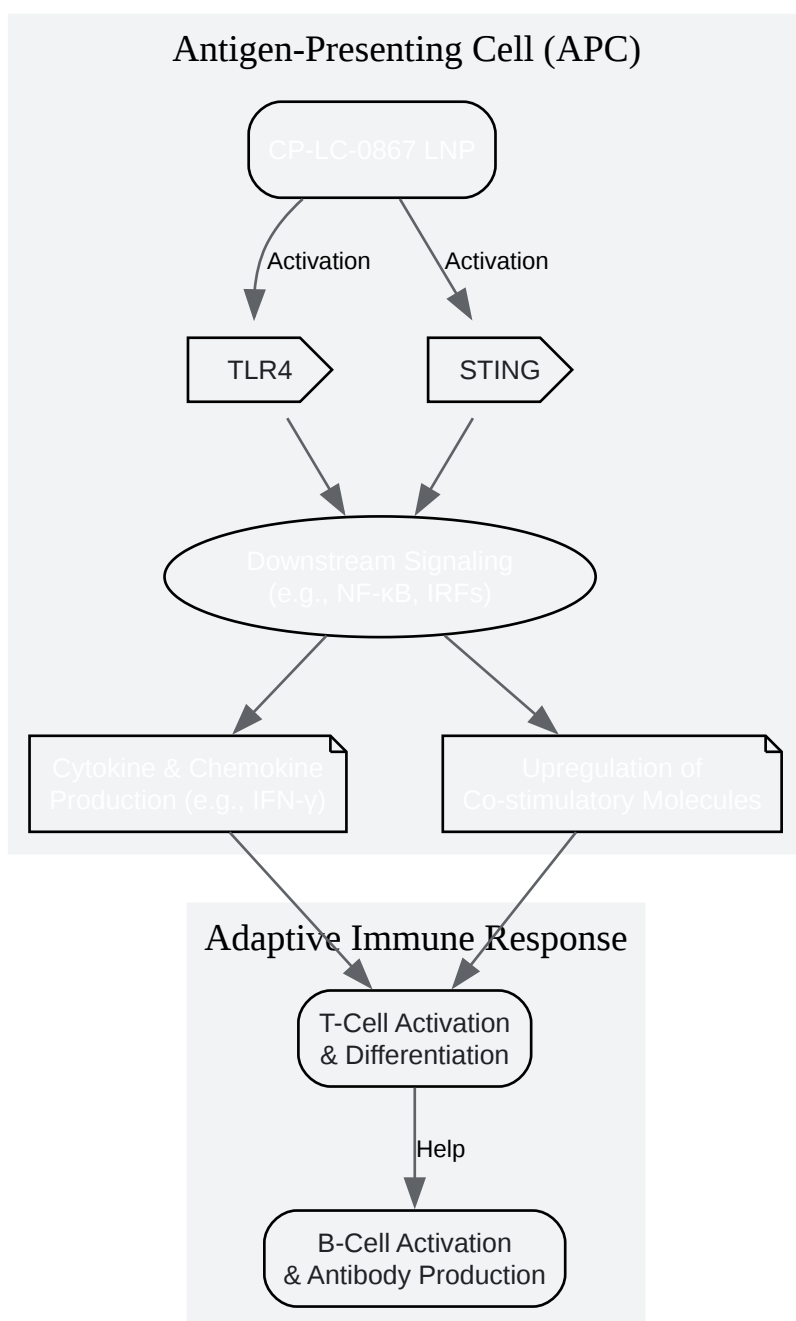 Antigen-Presenting Cell (APC)
CP-LC-0867 LNP
Activation
Activation
TLR4
STING
Downstream Signaling
(e.g., NF-κB, IRFs)
Cytokine & Chemokine
Production (e.g., IFN-γ)
Upregulation of
Co-stimulatory Molecules
Adaptive Immune Response
T-Cell Activation
& Differentiation
Help
B-Cell Activation
& Antibody Production